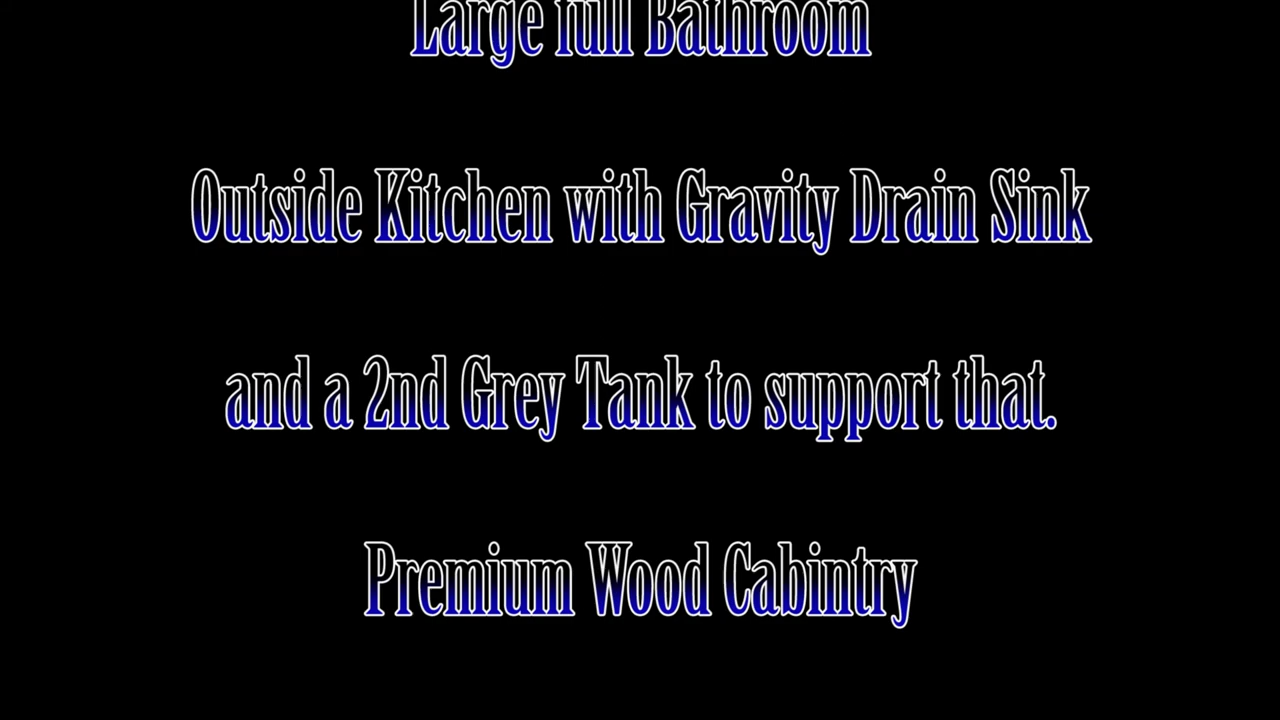 Large full Bathroom
Outside Kitchen with Gravity Drain Sink
and a 2nd Grey Tank to support that.
Premium Wood Cabintry